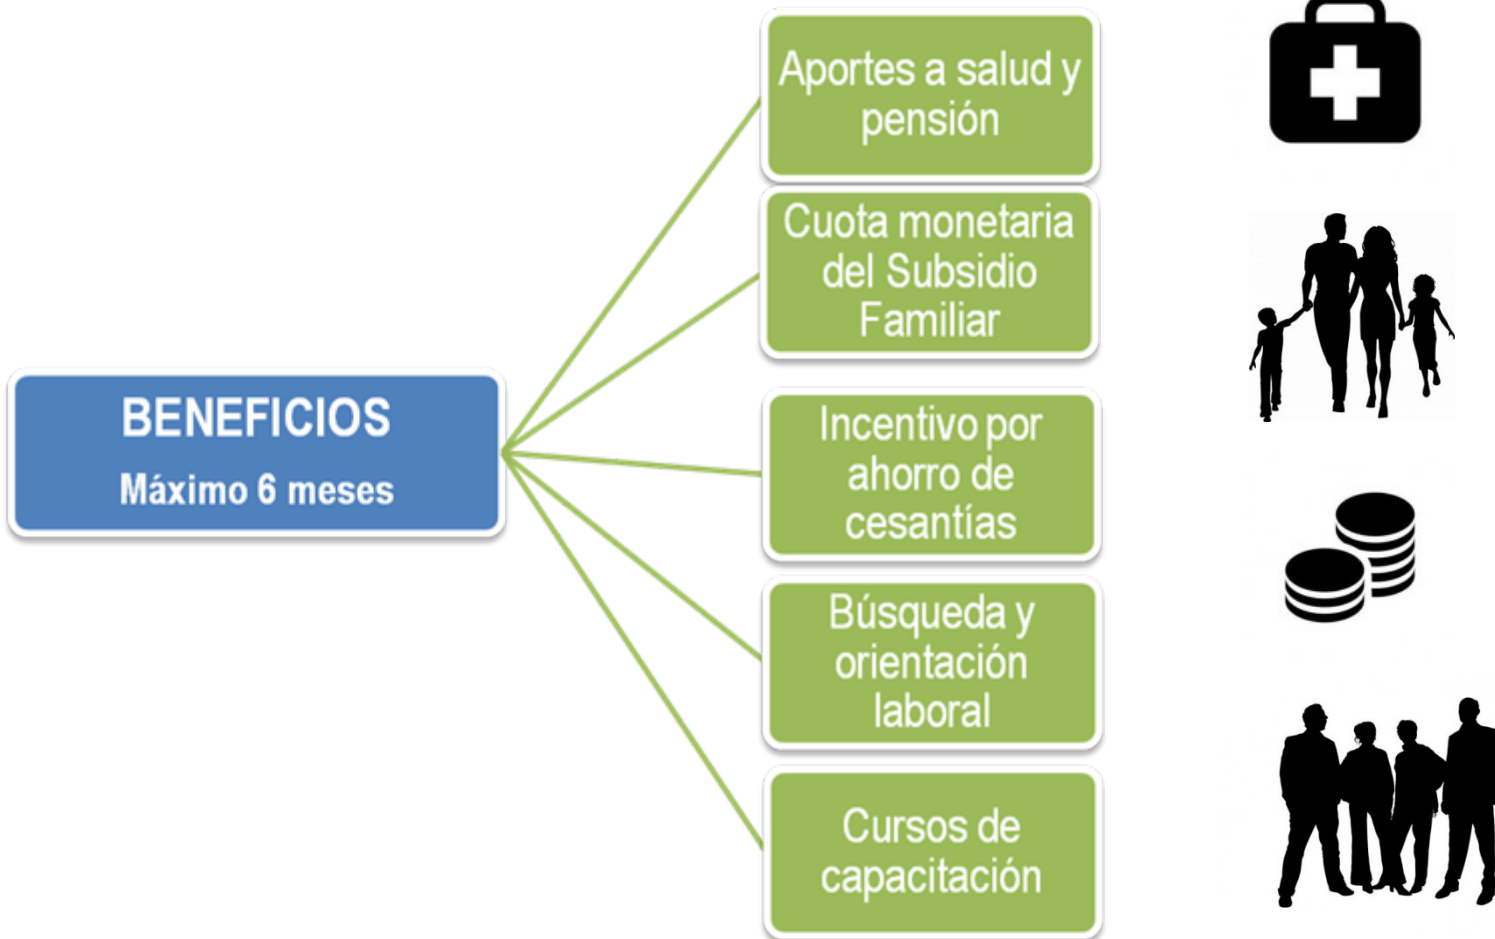 Aportes a salud y
pensión
Cuota monetaria
del Subsidio
Familiar
BENEFICIOS
Máximo 6 meses
Incentivo por
ahorro de
cesantías
Búsqueda y
orientación
laboral
Cursos de
capacitación